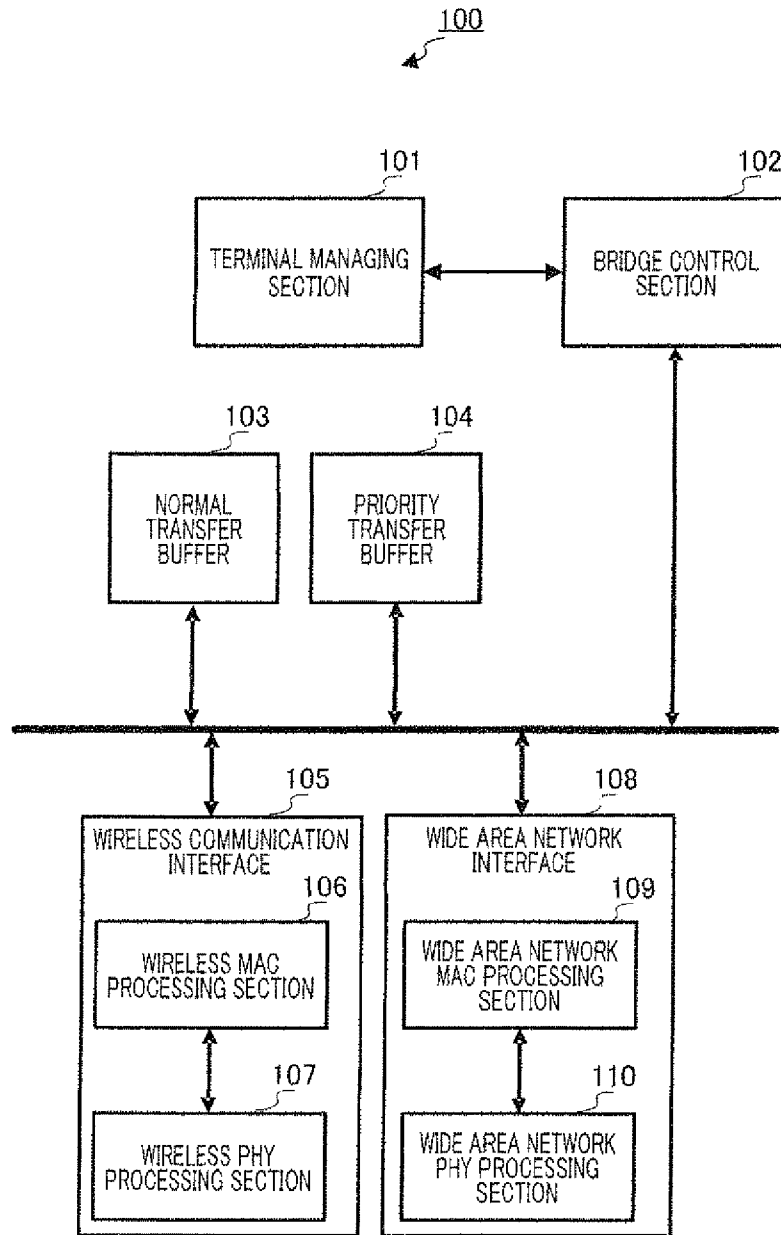 100
101
102
TERMINAL MANAGING
SECTION
BRIDGE CONTROL
SECTION
103
104
NORMAL
TRANSFER
BUFFER
PRIORITY
TRANSFER
BUFFER
105
108
WIRELESS COMMUNICATION
INTERFACE
WIDE AREA NETWORK
INTERFACE
106
109
WIRELESS MAC
PROCESSING SECTION
WIDE AREA NETWORK
MAC PROCESSING
SECTION
107
110
WIRELESS PHY
PROCESSING SECTION
WIDE AREA NETWORK
PHY PROCESSING
SECTION